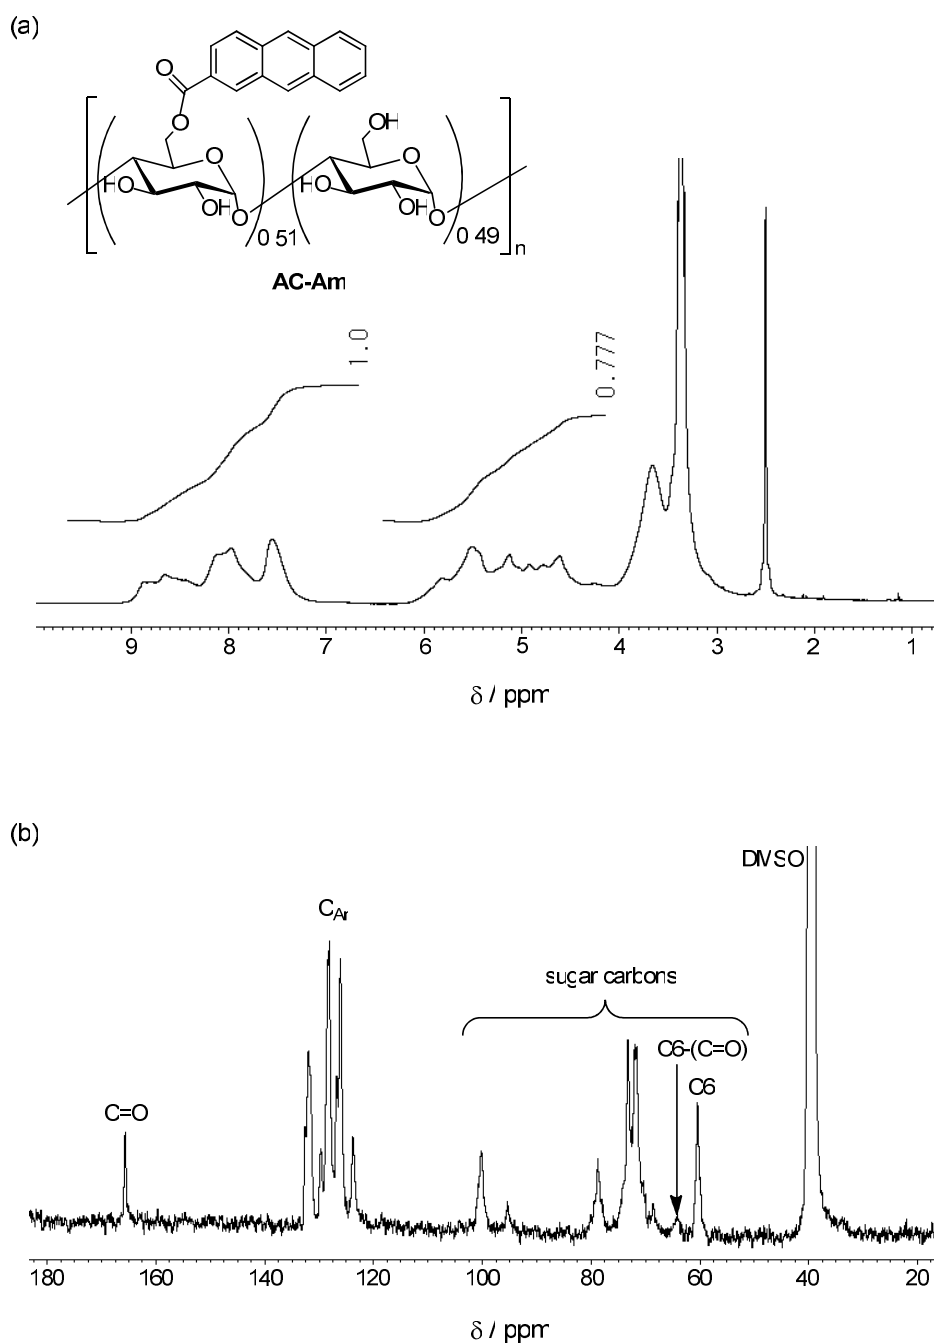 (a)
O
O
OH
O
O
HO
HO
OH
O
OH
O
0 51
0 49
n
AC-Am
1.0
0.777
9 8 7 6 5 4 3 2 1
δ / ppm
(b)
DMSO
C_Ar
sugar carbons
C6-(C=O)
C6
C=O
180 160 140 120 100 80 60 40 20
δ / ppm